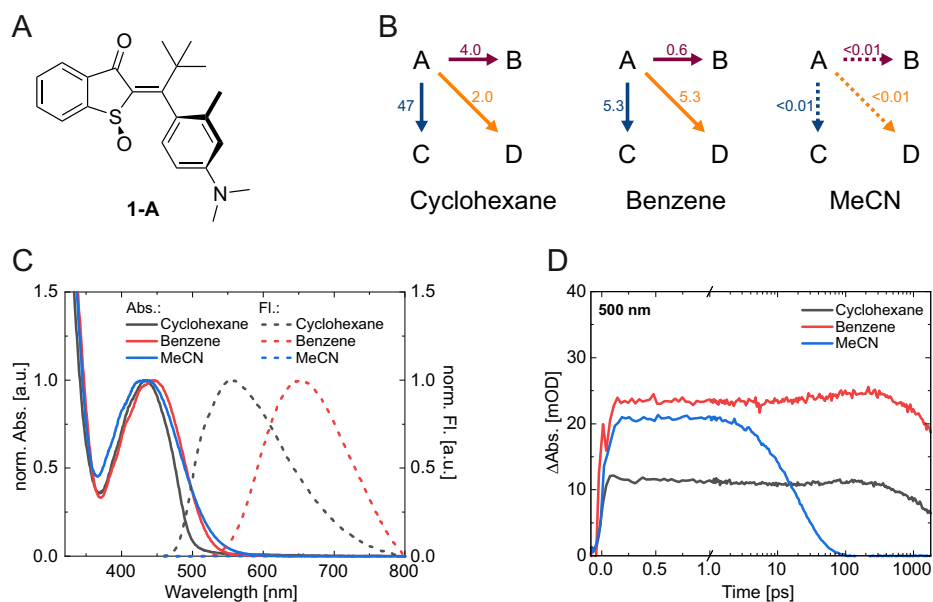 A
O
S
O
N
1-A
B
A 4.0 B
47 2.0
C D
Cyclohexane
A 0.6 B
5.3 5.3
C D
Benzene
A <0.01 B
<0.01 <0.01
C D
MeCN
C
1.5 1.5
Abs.: Fl.:
Cyclohexane Cyclohexane
Benzene Benzene
MeCN MeCN
1.0 1.0
0.5 0.5
0.0 0.0
norm. Abs. [a.u.]
norm. Fl. [a.u.]
400 500 600 700 800
Wavelength [nm]
D
500 nm
Cyclohexane
Benzene
MeCN
40
30
20
10
0
ΔAbs. [mOD]
0.0 0.5 1.0 10 100 1000
Time [ps]